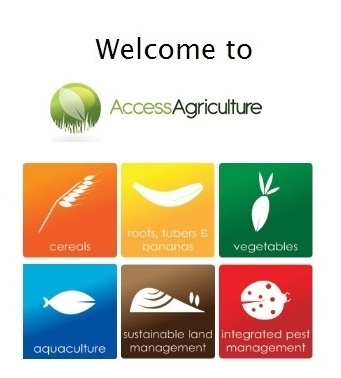 Welcome to
AccessAgriculture
cereals
roots, tubers &
bananas
vegetables
aquaculture
sustainable land
management
integrated pest
management